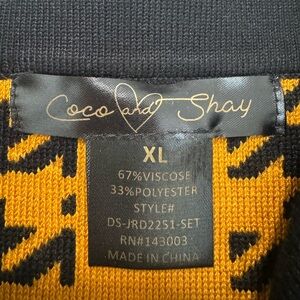 Coco and Shay
XL
67%VISCOSE
33%POLYESTER
STYLE#
DS-JRD2251-SET
RN#143003
MADE IN CHINA